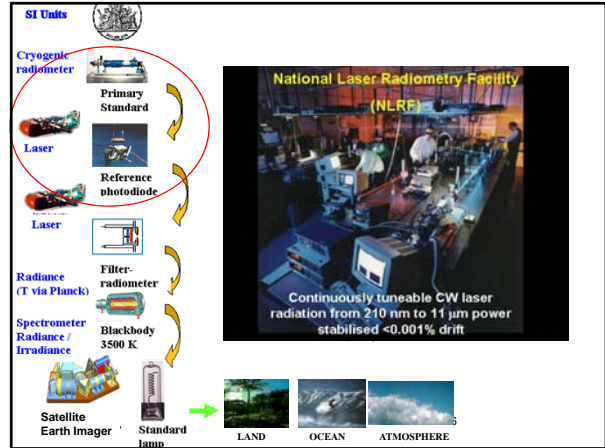 SI Units
Cryogenic
radiometer
Primary
Standard
Laser
Reference
photodiode
Laser
Filter-
radiometer
Radiance
(T via Planck)
Blackbody
3500 K
Spectrometer
Radiance /
Irradiance
Satellite
Earth Imager
Standard
lamp
National Laser Radiometry Facility
(NLRF)
Continuously tuneable CW laser
radiation from 210 nm to 11 µm power
stabilised <0.001% drift
LAND
OCEAN
ATMOSPHERE